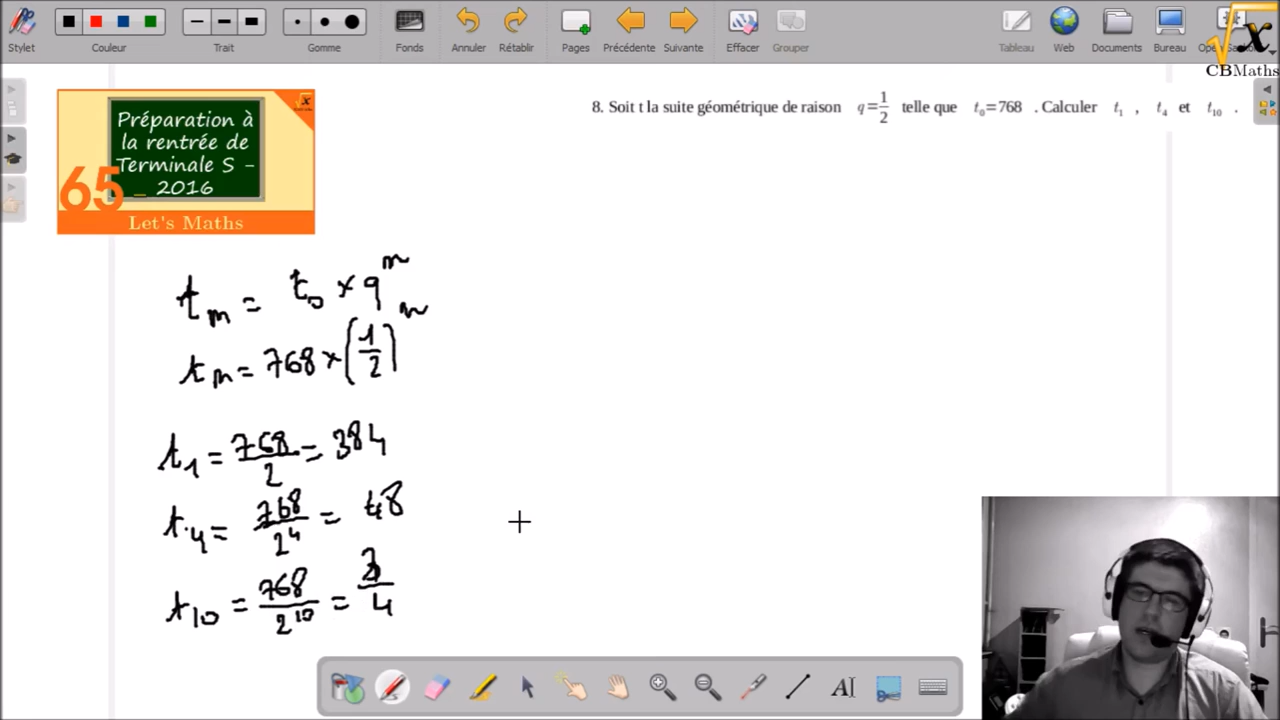 Stylet Couleur Trait Gomme Fonds Annuler Rétablir Pages Précédente Suivante Effacer Grouper Tableau Web Documents Bureau
√x
CBMaths
8. Soit t la suite géométrique de raison q=1/2 telle que t₀=768 . Calculer t₁ , t₄ et t₁₀ .
Préparation à
la rentrée de
Terminale S -
2016
65
Let's Maths
tₙ = t₀ × qⁿ
tₙ = 768 × (1/2)ⁿ
t₁ = 768/2 = 384
t₄ = 768/2⁴ = 48
t₁₀ = 768/2¹⁰ = 3/4
AI